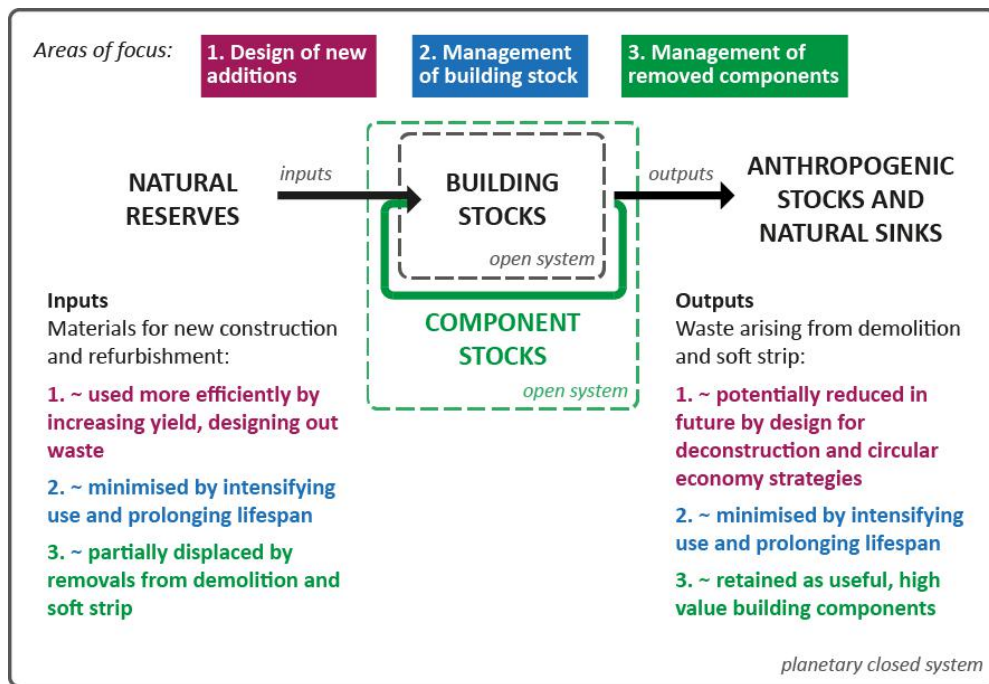 Areas of focus:
1. Design of new
additions
2. Management
of building stock
3. Management of
removed components
NATURAL
RESERVES
inputs
BUILDING
STOCKS
open system
outputs
ANTHROPOGENIC
STOCKS AND
NATURAL SINKS
COMPONENT
STOCKS
open system
Inputs
Materials for new construction
and refurbishment:
1. ~ used more efficiently by
increasing yield, designing out
waste
2. ~ minimised by intensifying
use and prolonging lifespan
3. ~ partially displaced by
removals from demolition and
soft strip
Outputs
Waste arising from demolition
and soft strip:
1. ~ potentially reduced in
future by design for
deconstruction and circular
economy strategies
2. ~ minimised by intensifying
use and prolonging lifespan
3. ~ retained as useful, high
value building components
planetary closed system